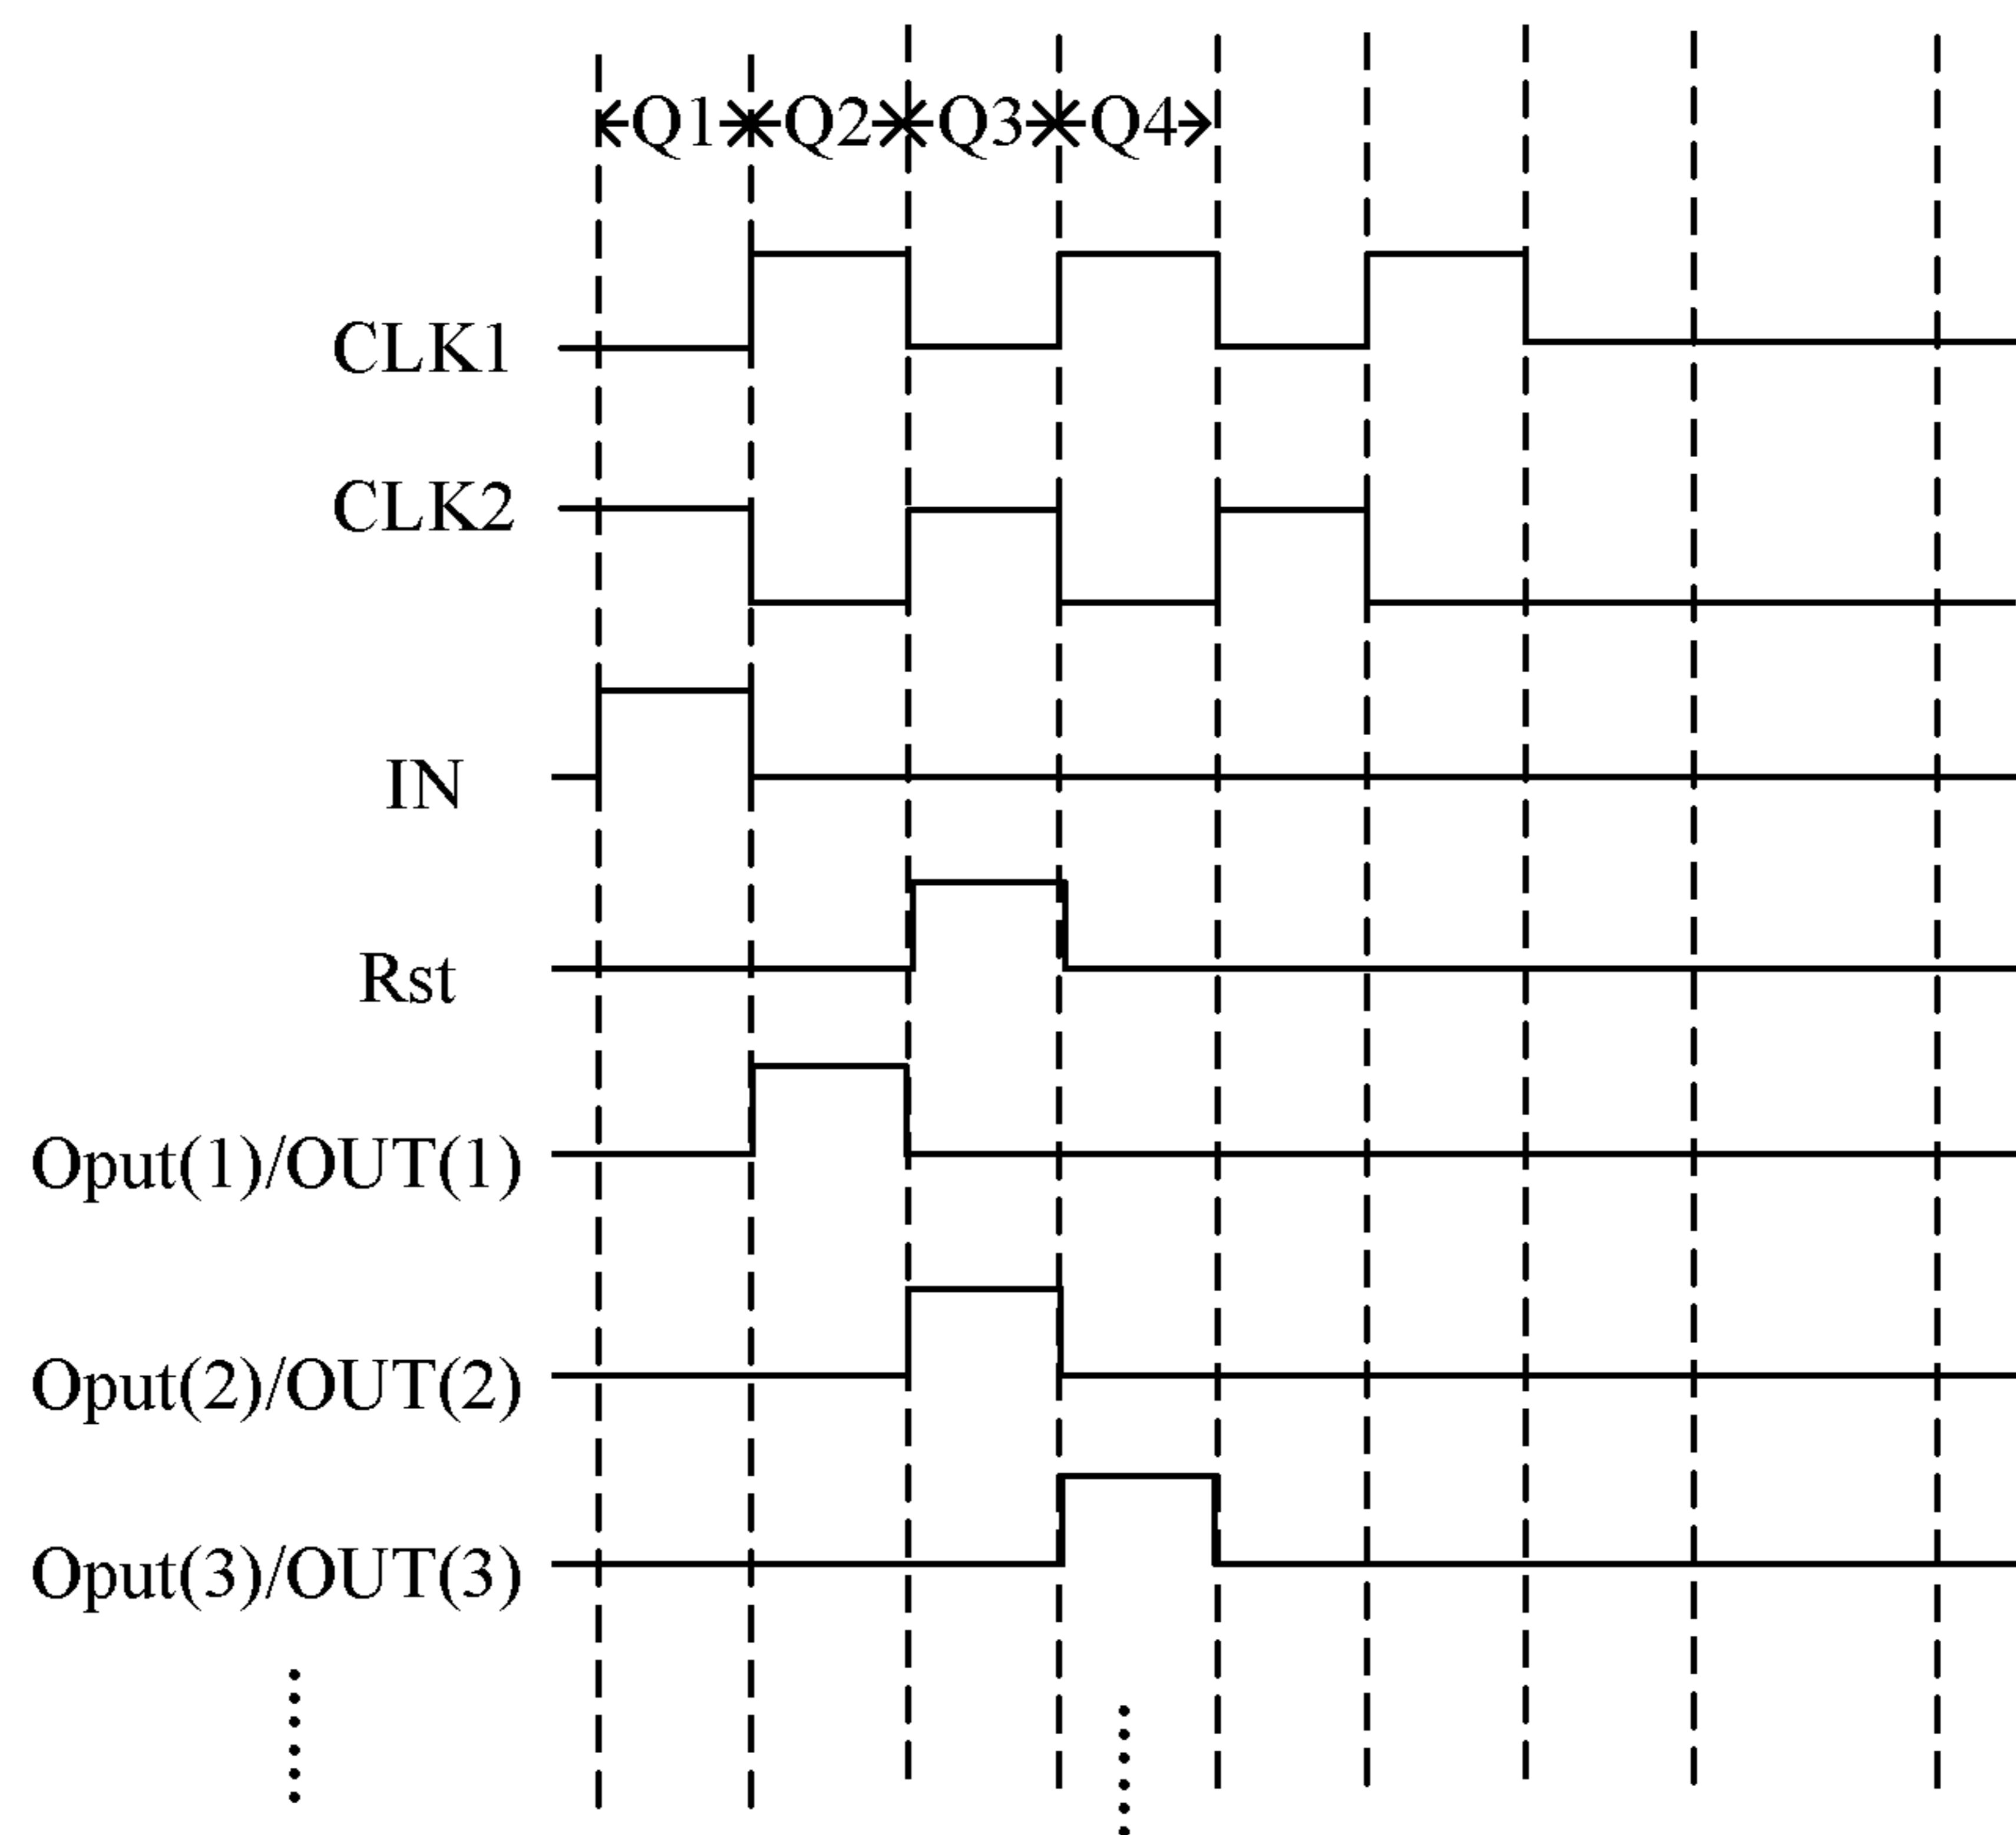 Q1 Q2 Q3 Q4
CLK1
CLK2
IN
Rst
Oput(1)/OUT(1)
Oput(2)/OUT(2)
Oput(3)/OUT(3)